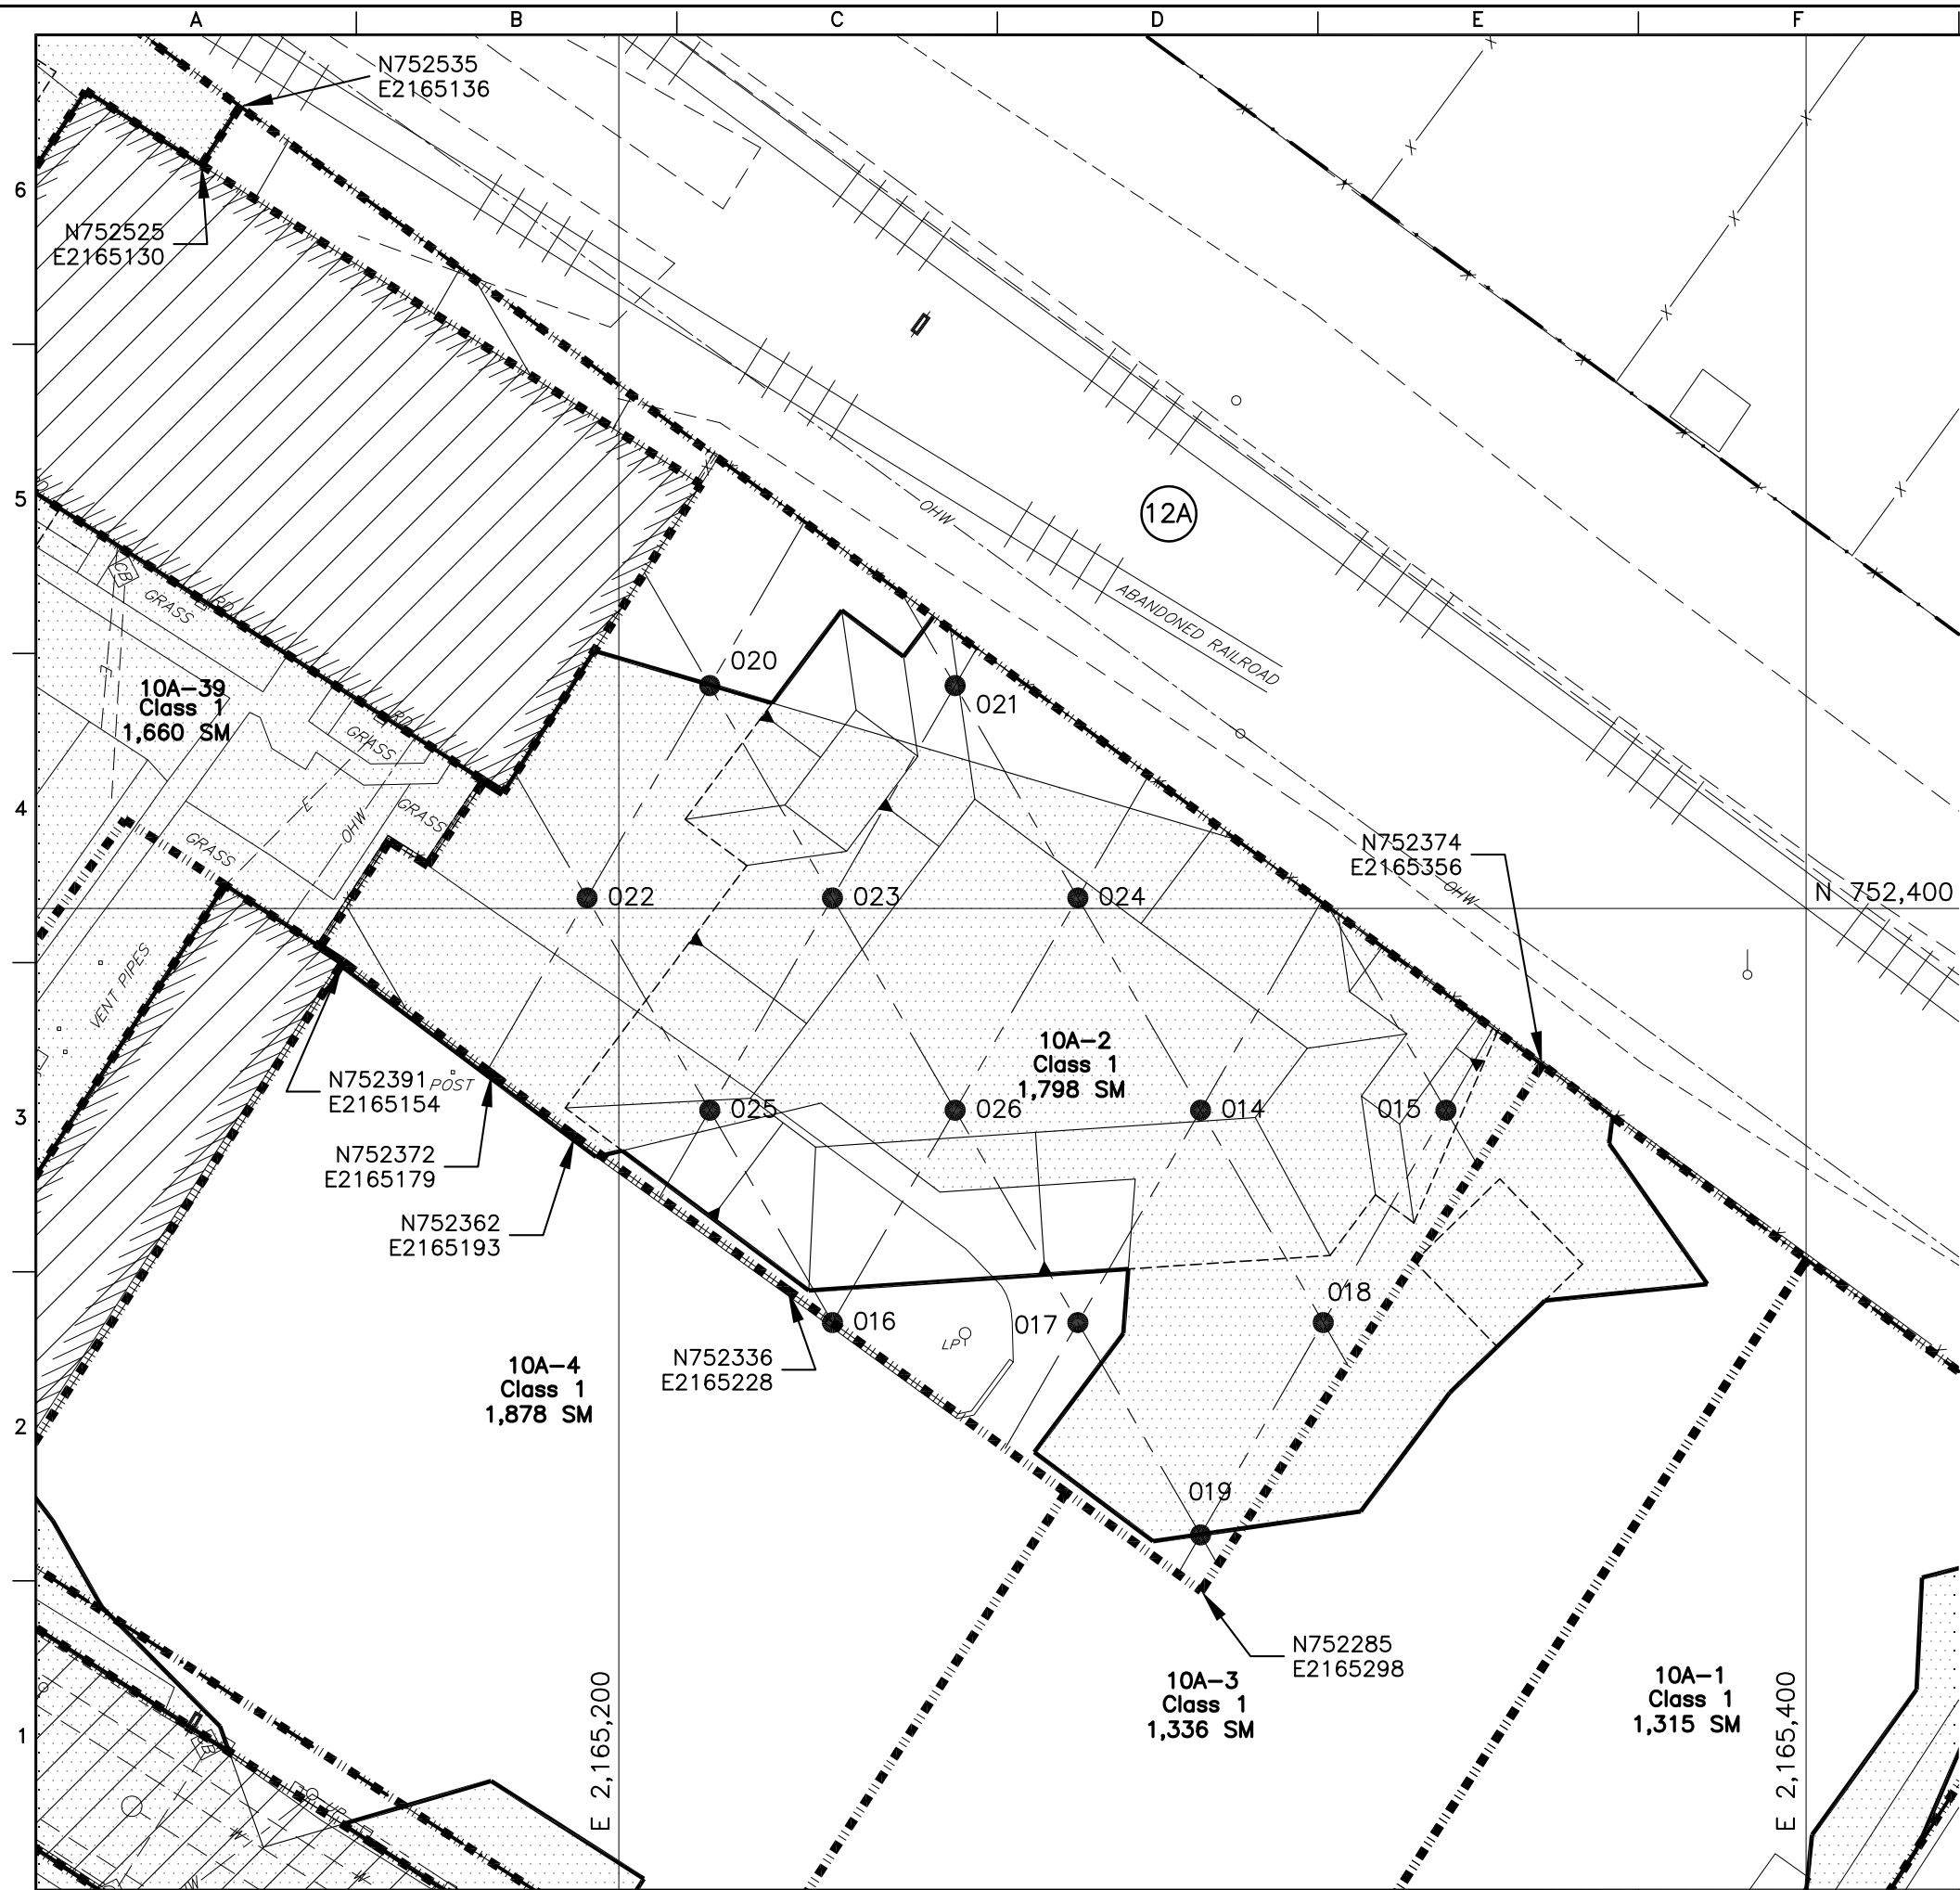 A B C D E F
6
5
4
3
2
1
N752535
E2165136
N752525
E2165130
OHW
12A
ABANDONED RAILROAD
CB
GRASS
RD
10A-39
Class 1
1,660 SM
E
RD
GRASS
GRASS
E
OHW
GRASS
020
021
N752374
E2165356
OHW
N 752,400
022
023
024
VENT PIPES
10A-2
Class 1
1,798 SM
N752391
E2165154
POST
025
026
014
015
N752372
E2165179
N752362
E2165193
016
017
018
LP
N752336
E2165228
10A-4
Class 1
1,878 SM
019
N752285
E2165298
10A-3
Class 1
1,336 SM
10A-1
Class 1
1,315 SM
E 2,165,200
E 2,165,400
W
W